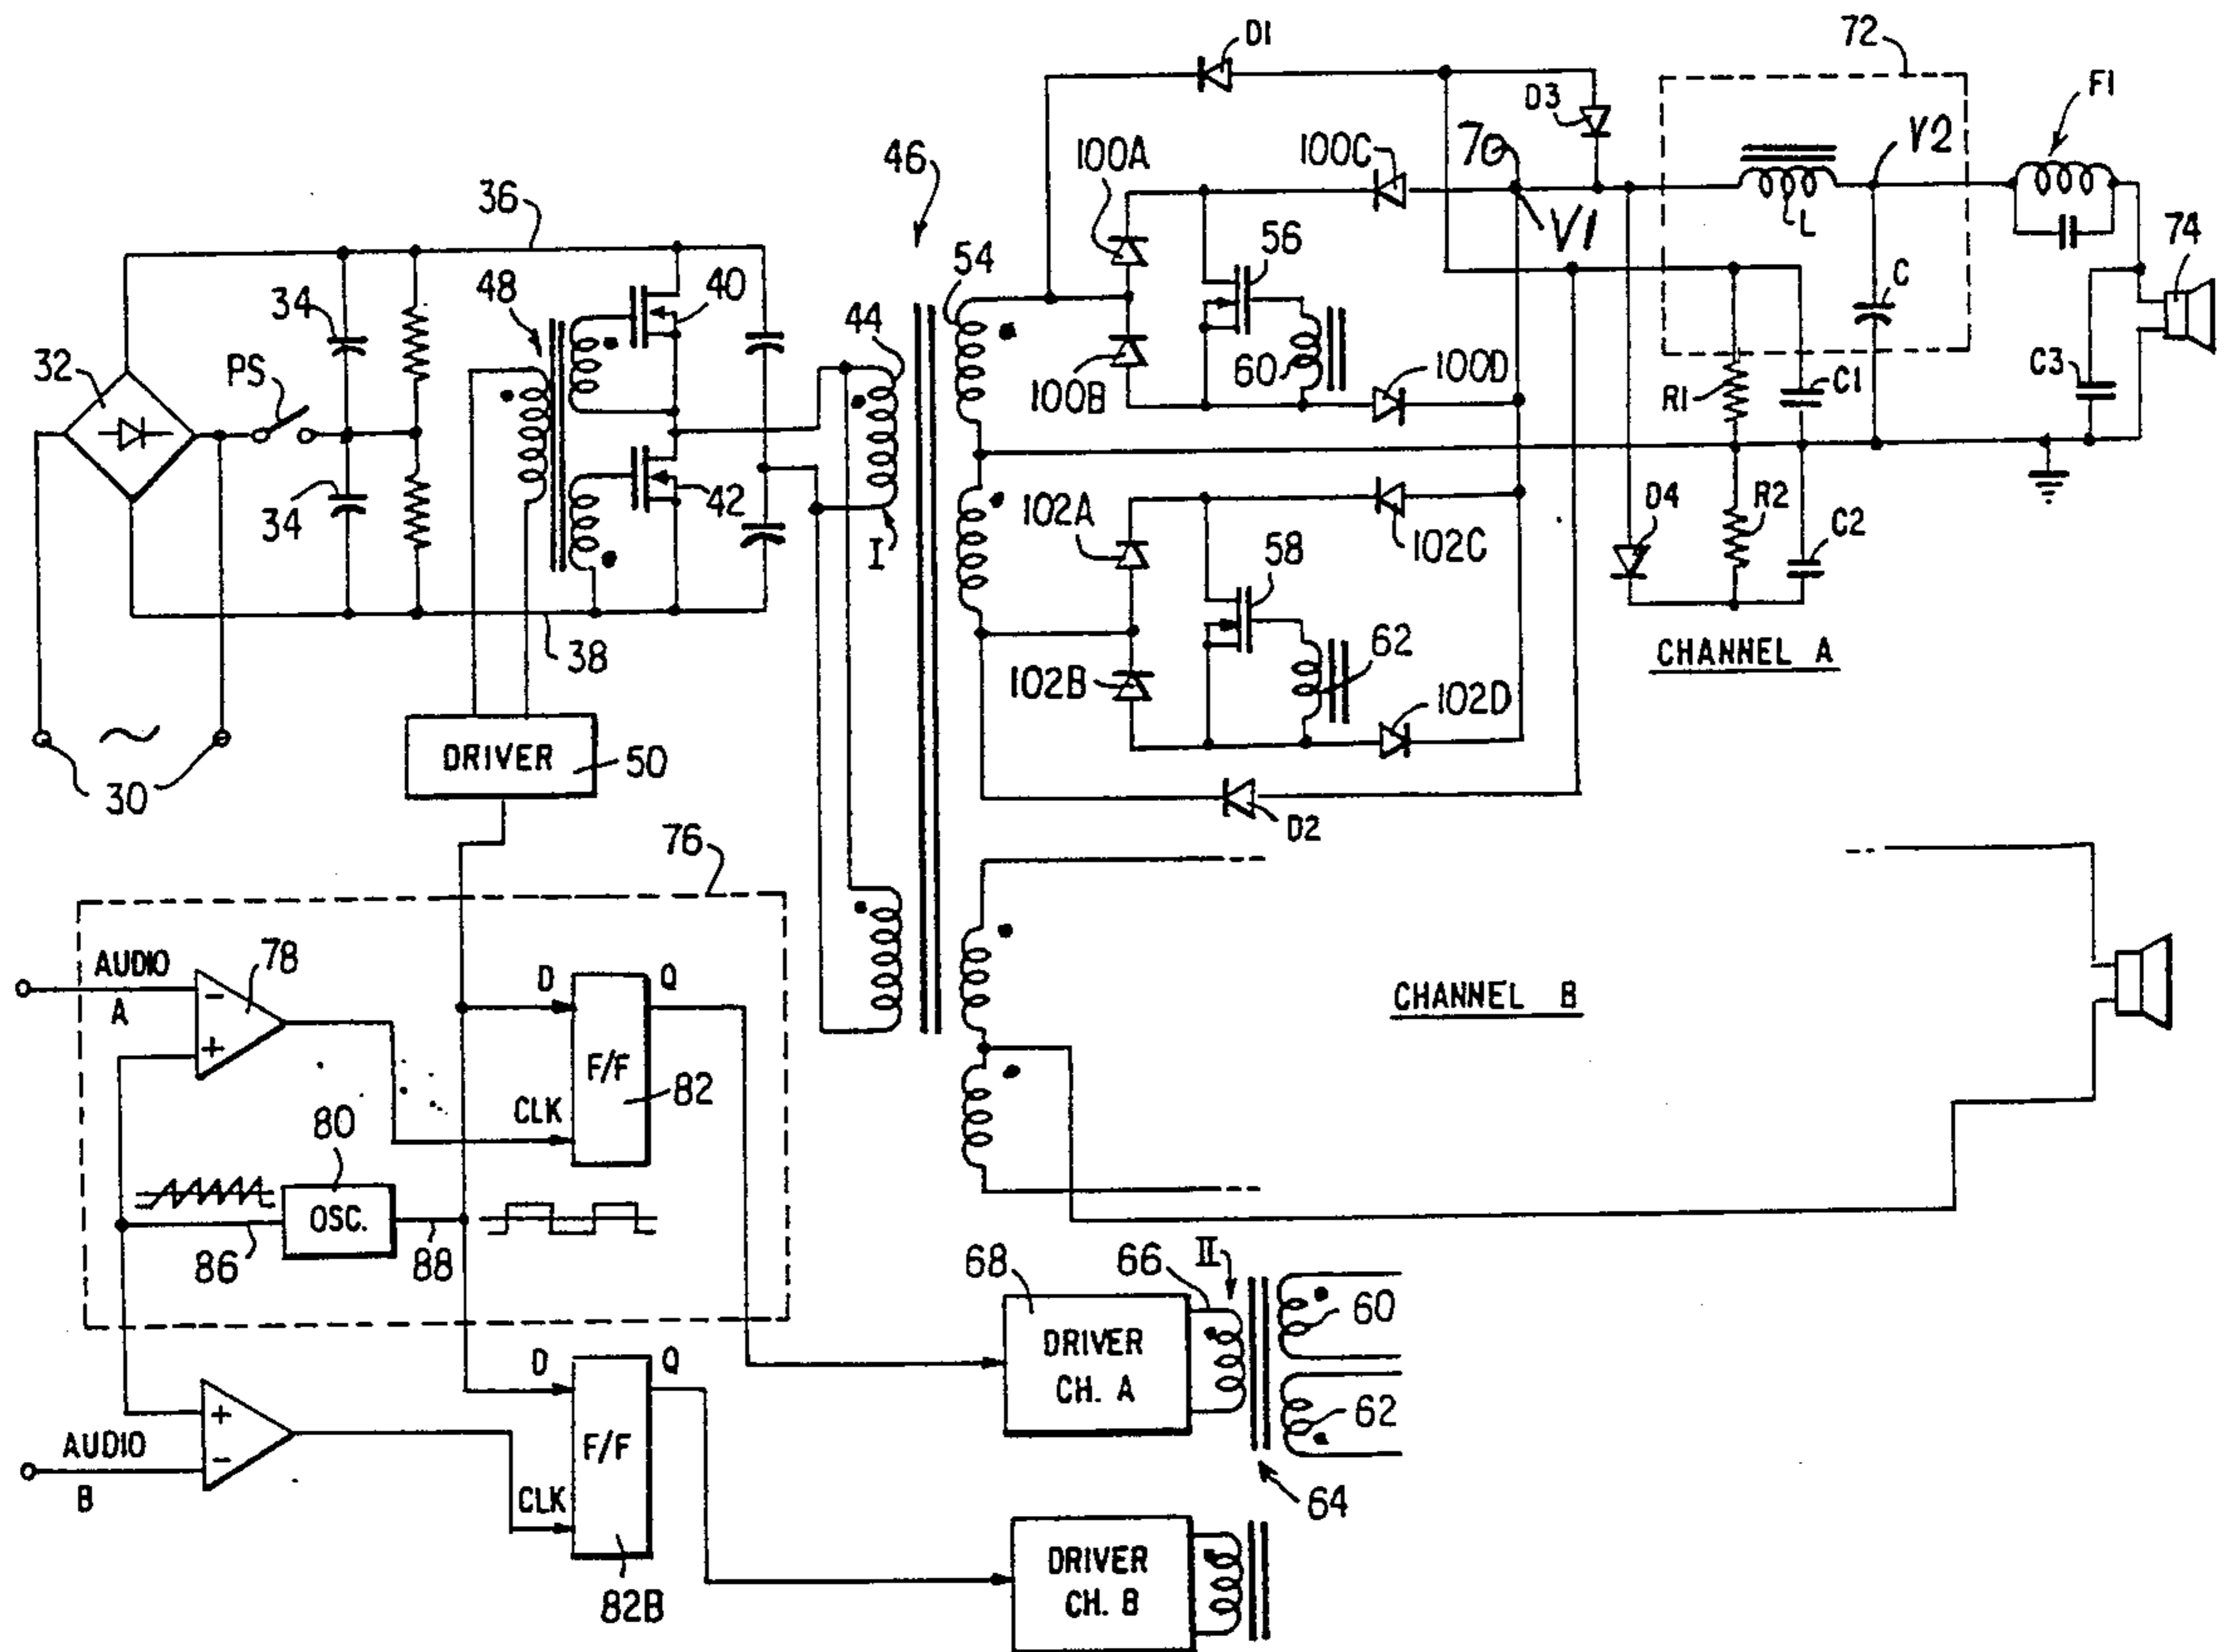 D1
72
F1
D3
46
100A
100C
70
V2
36
V1
54
56
L
74
48
40
44
34
C
32
PS
60
100D
C3
100B
R1
C1
42
102A
D4
R2
C2
34
I
102C
58
38
CHANNEL A
62
102B
102D
DRIVER
50
30
D2
76
AUDIO
A
78
-
+
D
Q
CHANNEL B
F/F
82
CLK
80
OSC.
86
88
68
66
II
60
DRIVER
CH. A
D
Q
62
+
-
AUDIO
B
F/F
CLK
64
82B
DRIVER
CH. B